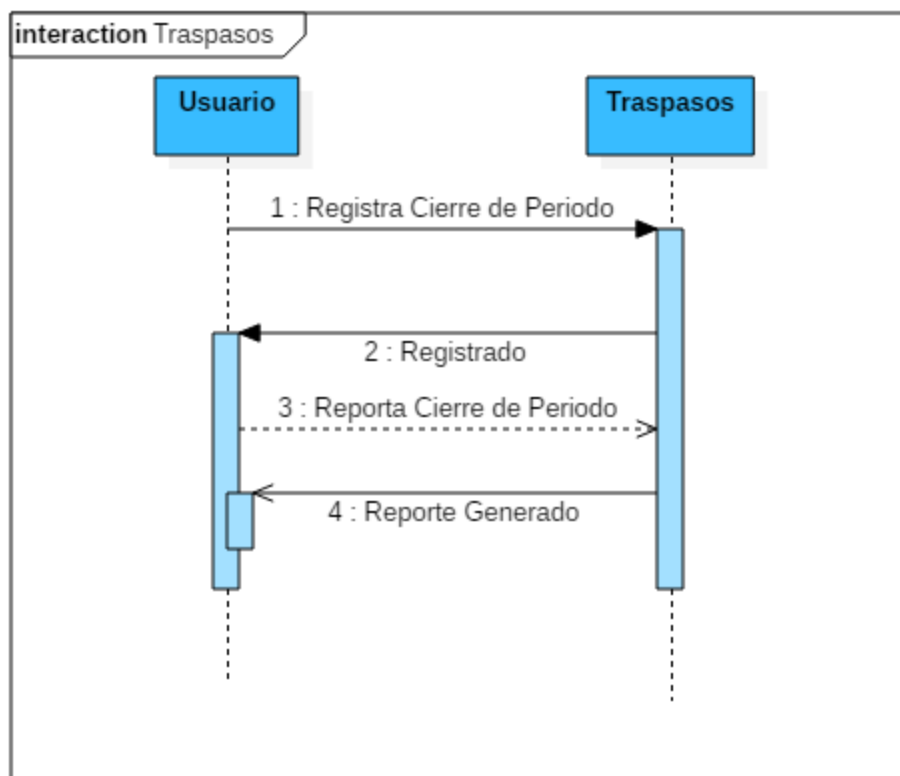 interaction Traspasos
Usuario
Traspasos
1 : Registra Cierre de Periodo
2 : Registrado
3 : Reporta Cierre de Periodo
4 : Reporte Generado